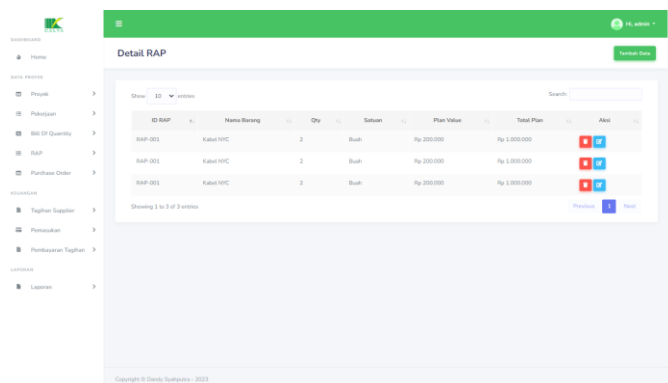 DAEYA
Hi, admin
DASHBOARD
Home
Detail RAP
Tambah Data
DATA PROYEK
Proyek
Pekerjaan
Bill Of Quantity
RAP
Purchase Order
KEUANGAN
Tagihan Supplier
Pemasukan
Pembayaran Tagihan
LAPORAN
Laporan
Show 10 entries
Search:
ID RAP Nama Barang Qty Satuan Plan Value Total Plan Aksi
RAP-001 Kabel NYC 2 Buah Rp 200.000 Rp 1.000.000
RAP-001 Kabel NYC 2 Buah Rp 200.000 Rp 1.000.000
RAP-001 Kabel NYC 2 Buah Rp 200.000 Rp 1.000.000
Showing 1 to 3 of 3 entries
Previous 1 Next
Copyright © Dandy Syahputra - 2023